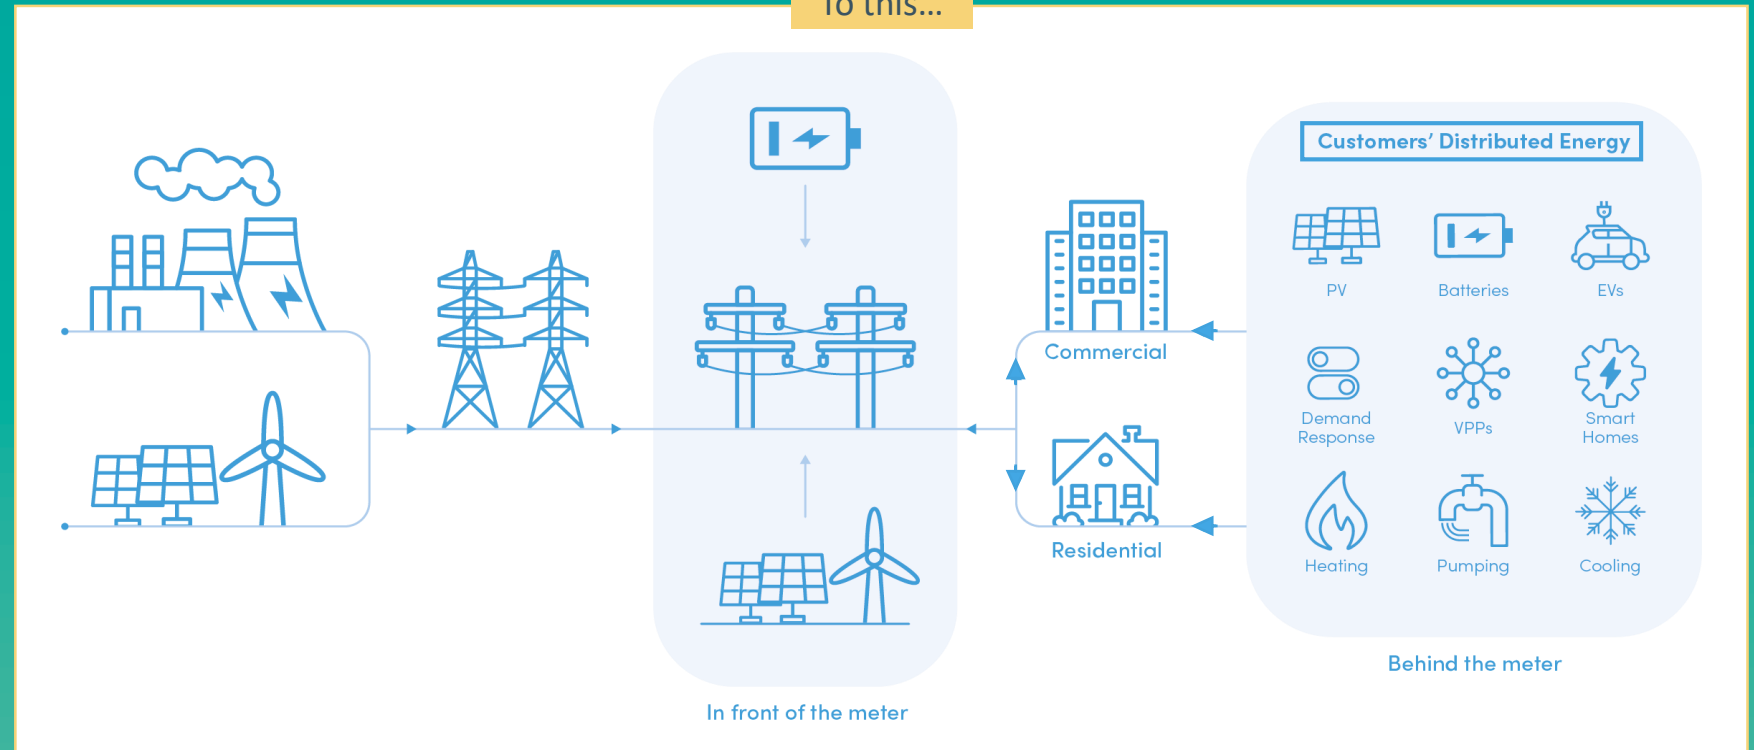 To this...
Customers’ Distributed Energy
PV
Batteries
EVs
Commercial
Demand
Response
VPPs
Smart
Homes
Residential
Heating
Pumping
Cooling
Behind the meter
In front of the meter